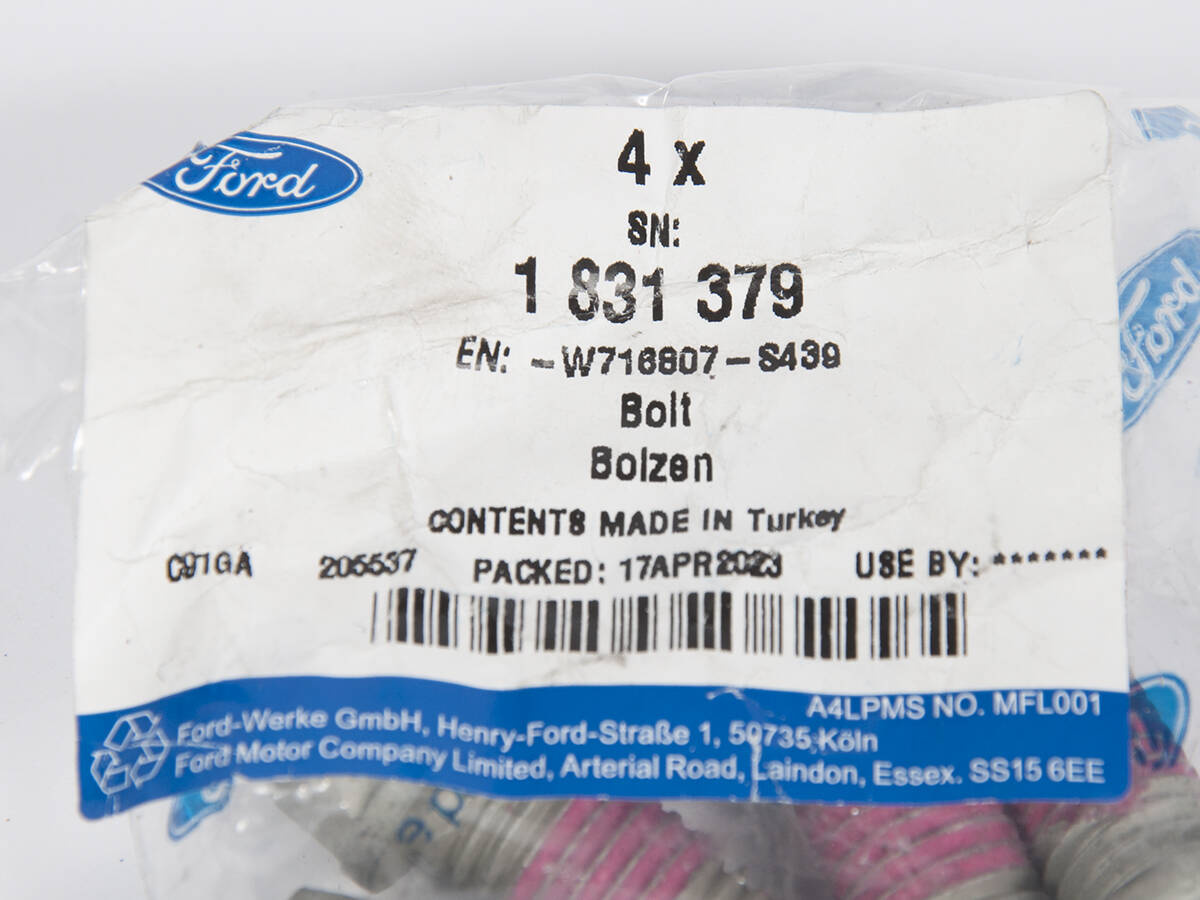 Ford
4 x
SN:
1 831 379
EN: -W716807-S439
Bolt
Bolzen
CONTENTS MADE IN Turkey
C91GA 205537 PACKED: 17APR2023 USE BY: *******
A4LPMS NO. MFL001
Ford-Werke GmbH, Henry-Ford-Straße 1, 50735 Köln
Ford Motor Company Limited, Arterial Road, Laindon, Essex. SS15 6EE
Ford